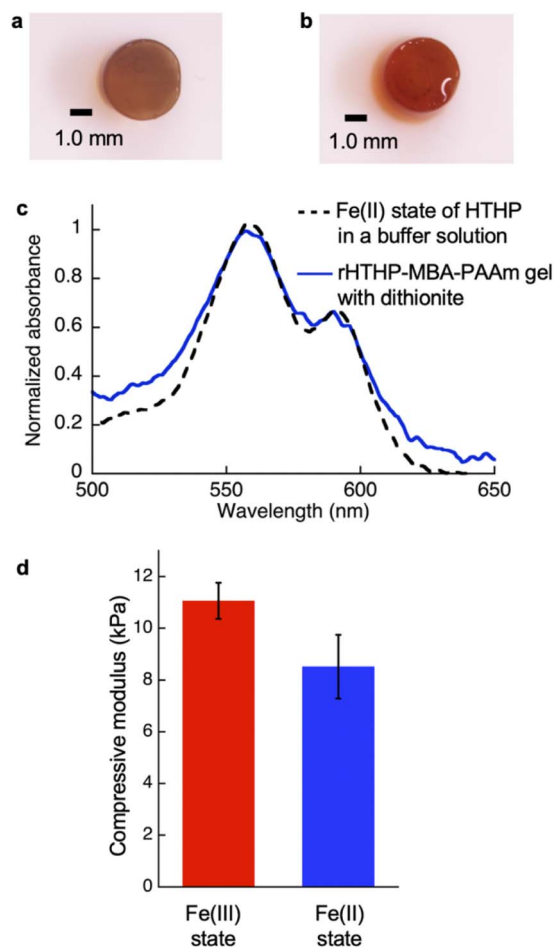 a
1.0 mm
b
1.0 mm
c
Normalized absorbance
1
0.8
0.6
0.4
0.2
0
500
550
600
650
Wavelength (nm)
Fe(II) state of HTHP
in a buffer solution
rHTHP-MBA-PAAm gel
with dithionite
d
Compressive modulus (kPa)
12
10
8
6
4
2
0
Fe(III)
state
Fe(II)
state